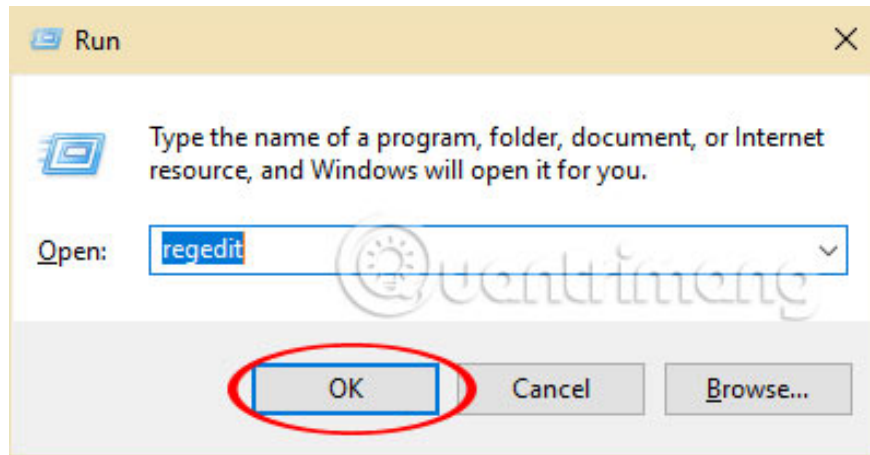 Run
Type the name of a program, folder, document, or Internet
resource, and Windows will open it for you.
Open: regedit
Quantrimang
OK Cancel Browse...